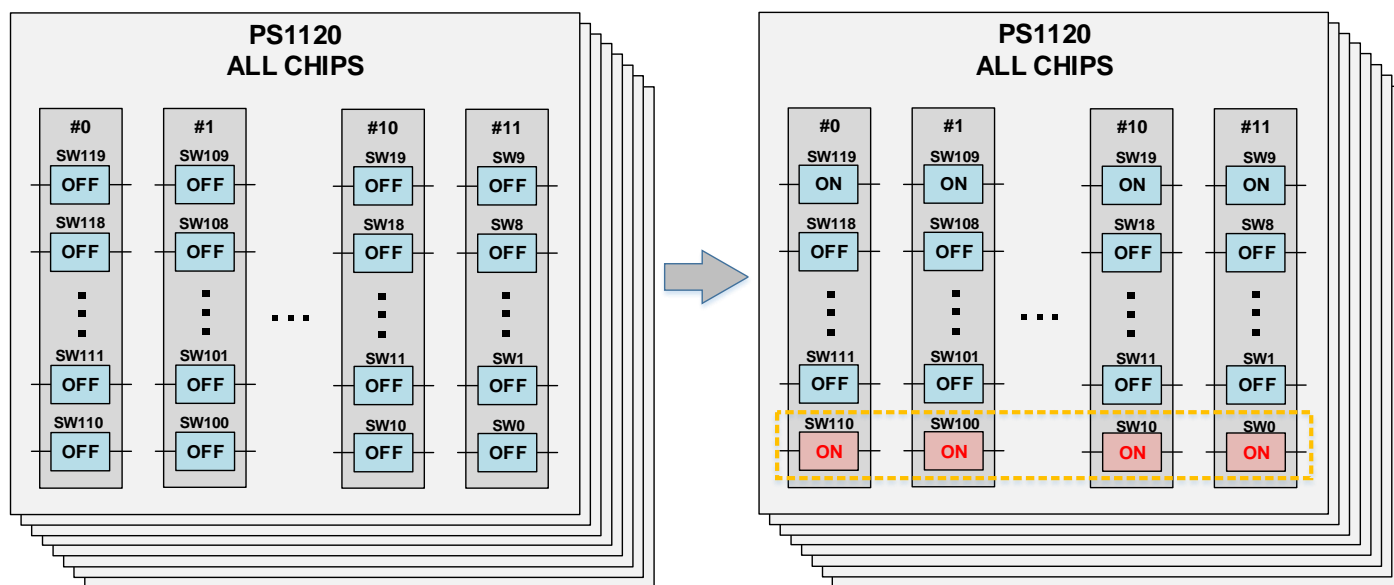 PS1120
ALL CHIPS
#0 #1 #10 #11
SW119 SW109 SW19 SW9
OFF OFF OFF OFF
SW118 SW108 SW18 SW8
OFF OFF OFF OFF
SW111 SW101 SW11 SW1
OFF OFF OFF OFF
SW110 SW100 SW10 SW0
OFF OFF OFF OFF
PS1120
ALL CHIPS
#0 #1 #10 #11
SW119 SW109 SW19 SW9
ON ON ON ON
SW118 SW108 SW18 SW8
OFF OFF OFF OFF
SW111 SW101 SW11 SW1
OFF OFF OFF OFF
SW110 SW100 SW10 SW0
ON ON ON ON